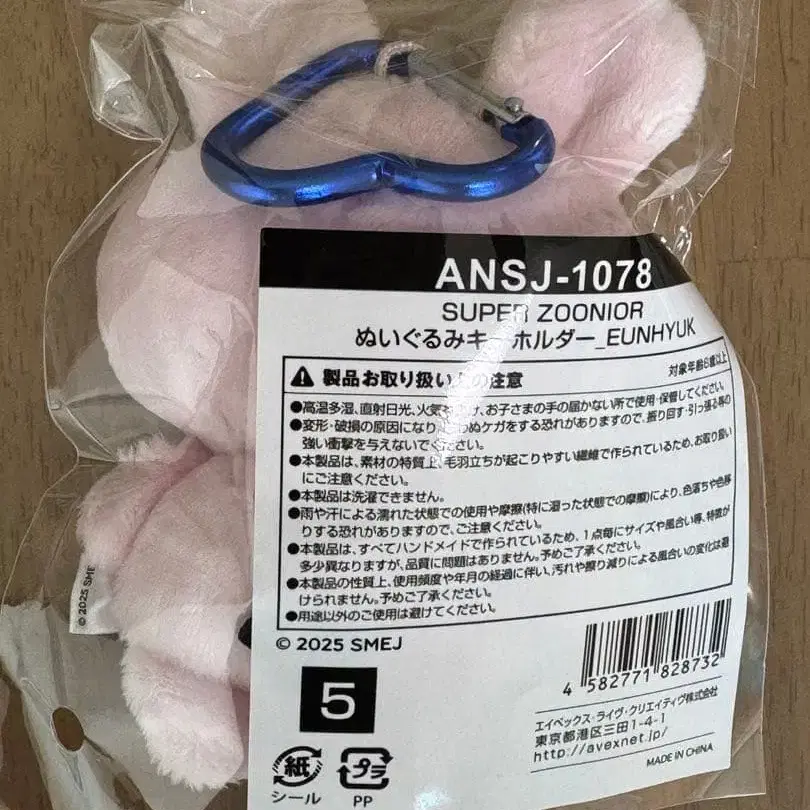 ANSJ-1078
SUPER ZOONIOR
ぬいぐるみキーホルダー_EUNHYUK
製品お取り扱い上の注意
対象年齢6歳以上
●高温多湿、直射日光、火気を避け、お子さまの手の届かない所で使用・保管してください。
●変形・破損の原因になり、思わぬケガをする恐れがありますので、振り回す・引っ張る等の
強い衝撃を与えないでください。
●本製品は、素材の特質上、毛羽立ちが起こりやすい繊維で作られているため、お取り扱い
にご注意ください。
●本製品は洗濯できません。
●雨や汗による濡れた状態での使用や摩擦(特に湿った状態での摩擦)により、色落ちや色移
りする恐れがありますので、ご注意ください。
●本製品は、すべてハンドメイドで作られているため、1点毎にサイズや風合い等、特徴が
多少異なりますが、品質に問題はありません。予めご了承ください。
●本製品の性質上、使用頻度や年月の経過に伴い、汚れや擦り減りによる風合いの変化は避
けられません。予めご了承ください。
●用途以外のご使用は避けてください。
© 2025 SMEJ
© 2025 SME
5
4 582771 828732
エイベックス・ライヴ・クリエイティヴ株式会社
東京都港区三田1-4-1
http://avexnet.jp/
MADE IN CHINA
紙
シール
プラ
PP